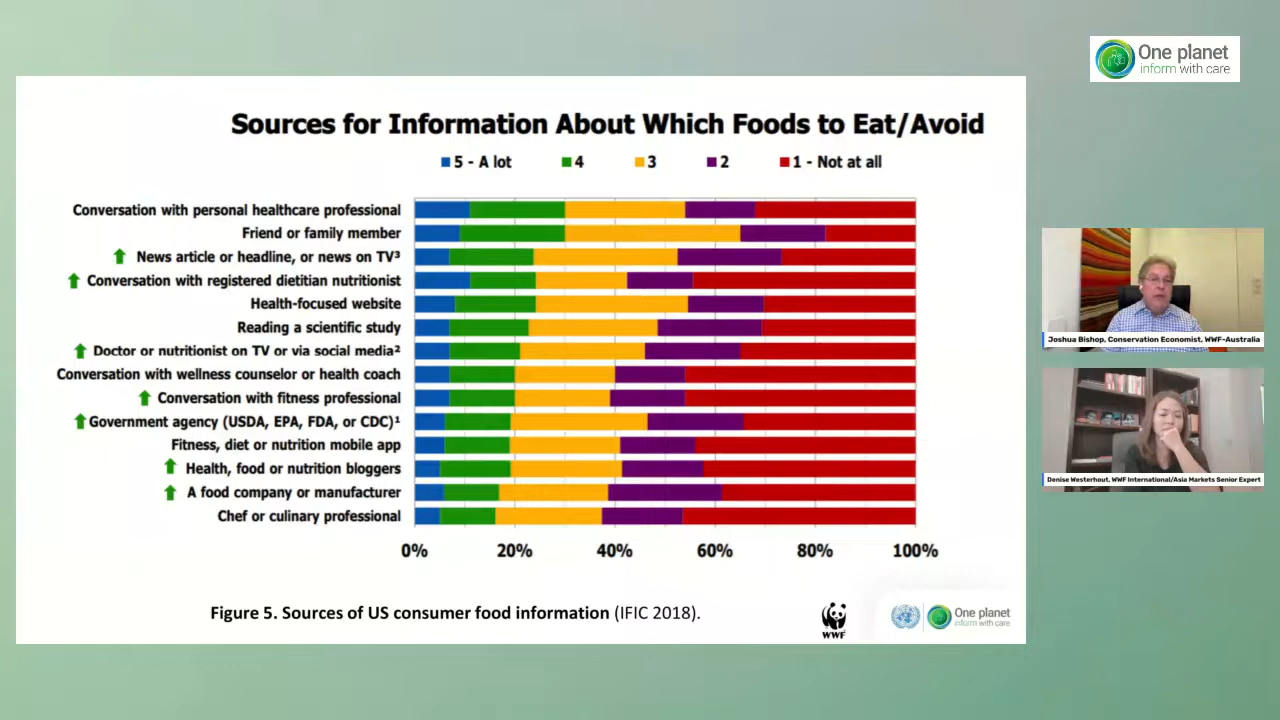 One planet
inform with care
Sources for Information About Which Foods to Eat/Avoid
5 - A lot
4
3
2
1 - Not at all
Conversation with personal healthcare professional
Friend or family member
News article or headline, or news on TV³
Conversation with registered dietitian nutritionist
Health-focused website
Reading a scientific study
Doctor or nutritionist on TV or via social media²
Conversation with wellness counselor or health coach
Conversation with fitness professional
Government agency (USDA, EPA, FDA, or CDC)¹
Fitness, diet or nutrition mobile app
Health, food or nutrition bloggers
A food company or manufacturer
Chef or culinary professional
0% 20% 40% 60% 80% 100%
Figure 5. Sources of US consumer food information (IFIC 2018).
WWF
One planet
inform with care
Joshua Bishop, Conservation Economist, WWF-Australia
Denise Westerhout, WWF International/Asia Markets Senior Expert